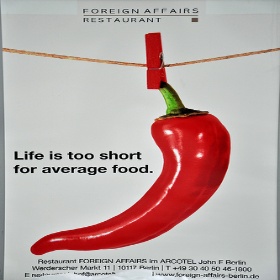 FOREIGN AFFAIRS
RESTAURANT
Life is too short
for average food.
Restaurant FOREIGN AFFAIRS im ARCOTEL John F Berlin
Werderscher Markt 11 | 10117 Berlin | T +49 30 40 50 46-1800
| www.foreign-affairs-berlin.de